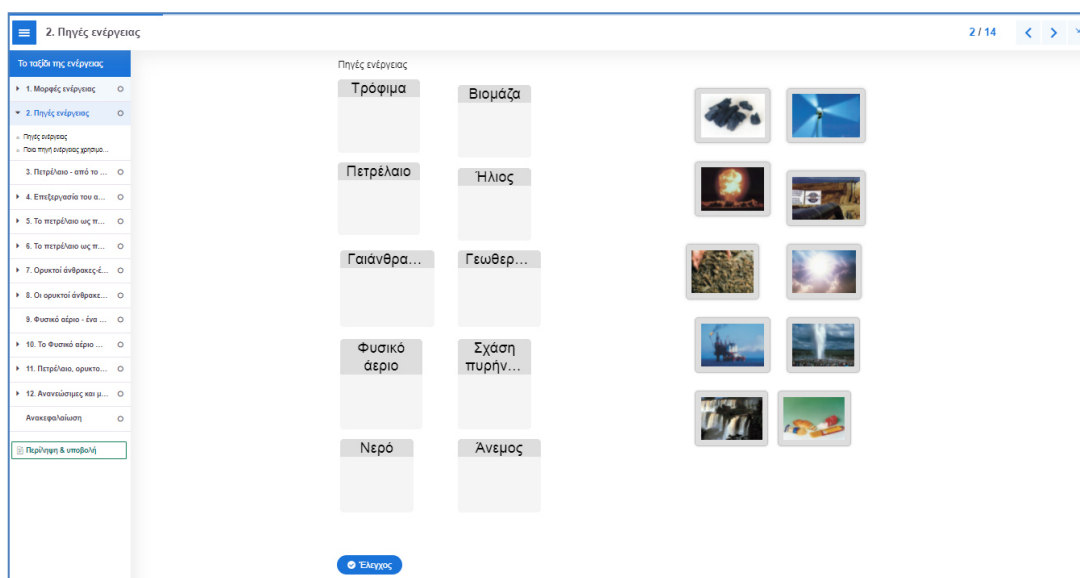 2. Πηγές ενέργειας
2 / 14
Το ταξίδι της ενέργειας
1. Μορφές ενέργειας
2. Πηγές ενέργειας
Πηγές ενέργειας
Ποια πηγή ενέργειας χρησιμο...
3. Πετρέλαιο - από το ...
4. Επεξεργασία του α...
5. Το πετρέλαιο ως π...
6. Το πετρέλαιο ως π...
7. Ορυκτοί άνθρακες-έ...
8. Οι ορυκτοί άνθρακε...
9. Φυσικό αέριο - ένα ...
10. Το Φυσικό αέριο ...
11. Πετρέλαιο, ορυκτο...
12. Ανανεώσιμες και μ...
Ανακεφαλαίωση
Περίληψη & υποβολή
Πηγές ενέργειας
Τρόφιμα
Βιομάζα
Πετρέλαιο
Ήλιος
Γαιάνθρα...
Γεωθερ...
Φυσικό
άεριο
Σχάση
πυρήν...
Νερό
Άνεμος
Έλεγχος